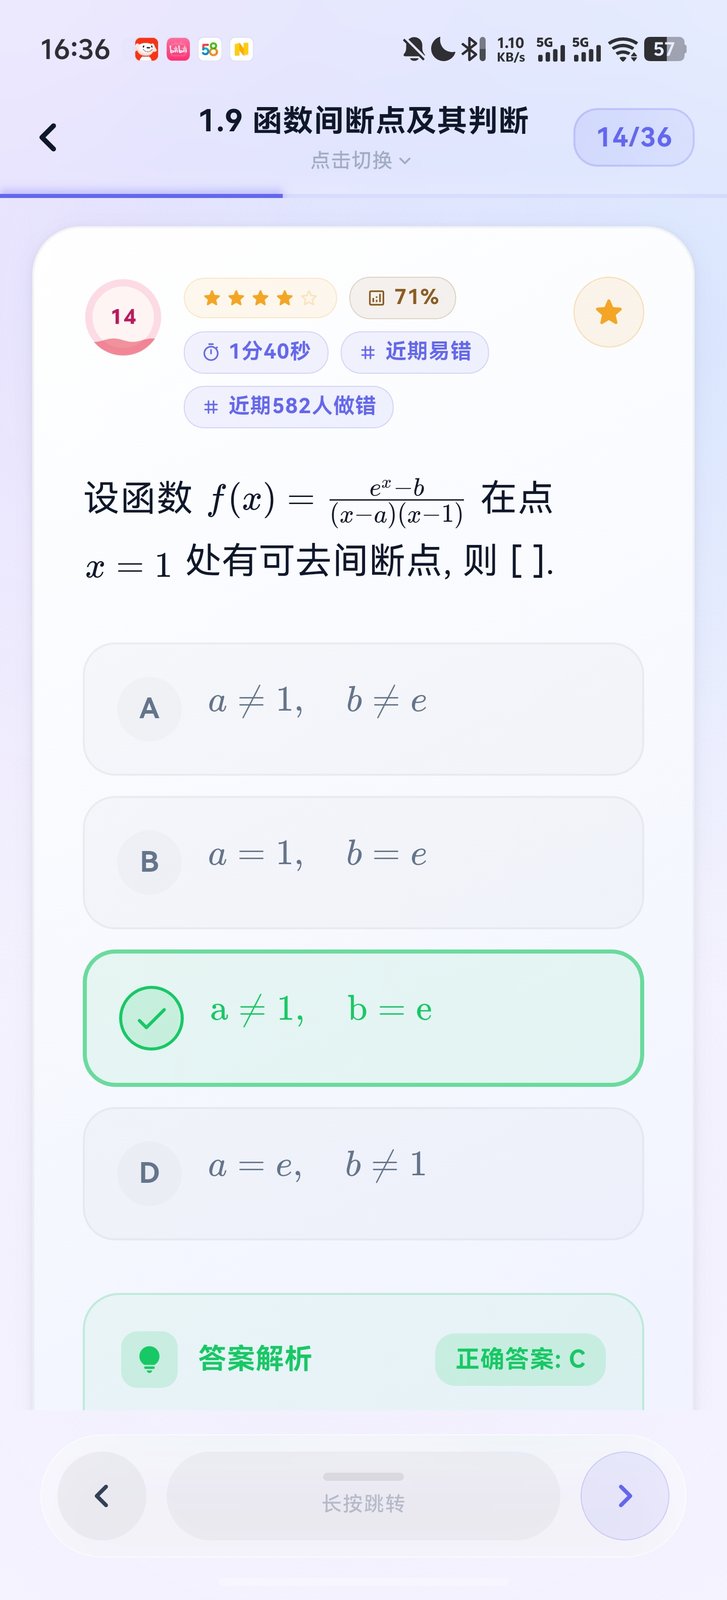 16:36 58 N 1.10 KB/s 5G 5G 57
1.9 函数间断点及其判断
点击切换
14/36
14
71%
1分40秒
# 近期易错
# 近期582人做错
设函数 f(x) = \frac{e^x-b}{(x-a)(x-1)} 在点
x = 1 处有可去间断点, 则 [ ].
A a ≠ 1, b ≠ e
B a = 1, b = e
a ≠ 1, b = e
D a = e, b ≠ 1
答案解析
正确答案: C
长按跳转